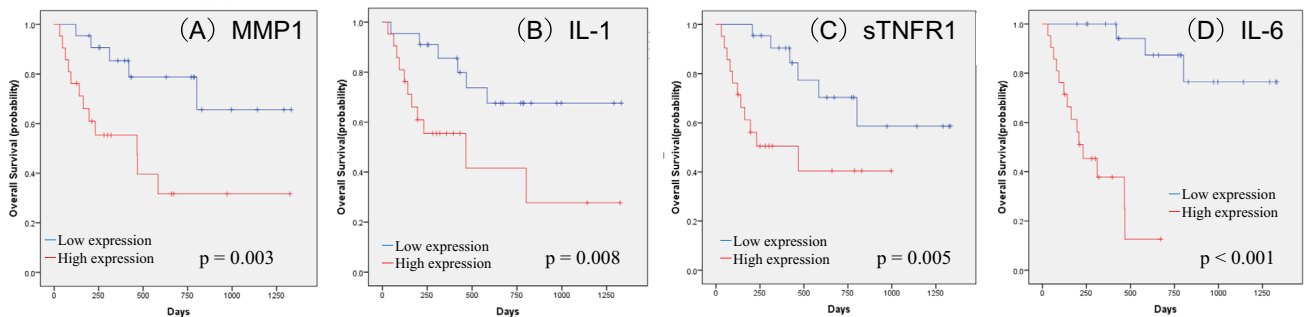 (A) MMP1
Overall Survival(probability)
1.0
0.8
0.6
0.4
0.2
0.0
Low expression
High expression
p = 0.003
0 250 500 750 1000 1250
Days
(B) IL-1
Overall Survival(probability)
1.0
0.8
0.6
0.4
0.2
0.0
Low expression
High expression
p = 0.008
0 250 500 750 1000 1250
Days
(C) sTNFR1
Overall Survival(probability)
1.0
0.8
0.6
0.4
0.2
0.0
Low expression
High expression
p = 0.005
0 250 500 750 1000 1250
Days
(D) IL-6
Overall Survival(probability)
1.0
0.8
0.6
0.4
0.2
0.0
Low expression
High expression
p < 0.001
0 250 500 750 1000 1250
Days